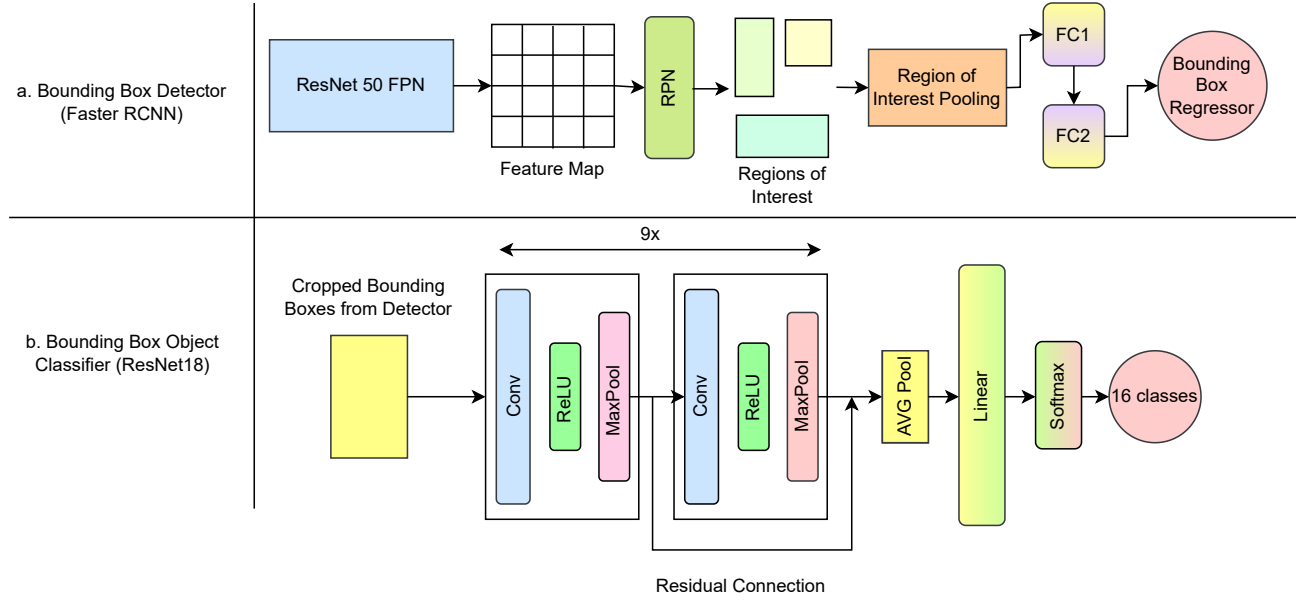 a. Bounding Box Detector
(Faster RCNN)
ResNet 50 FPN
Feature Map
RPN
Regions of
Interest
Region of
Interest Pooling
FC1
FC2
Bounding
Box
Regressor
b. Bounding Box Object
Classifier (ResNet18)
Cropped Bounding
Boxes from Detector
9x
Conv
ReLU
MaxPool
Conv
ReLU
MaxPool
AVG Pool
Linear
Softmax
16 classes
Residual Connection